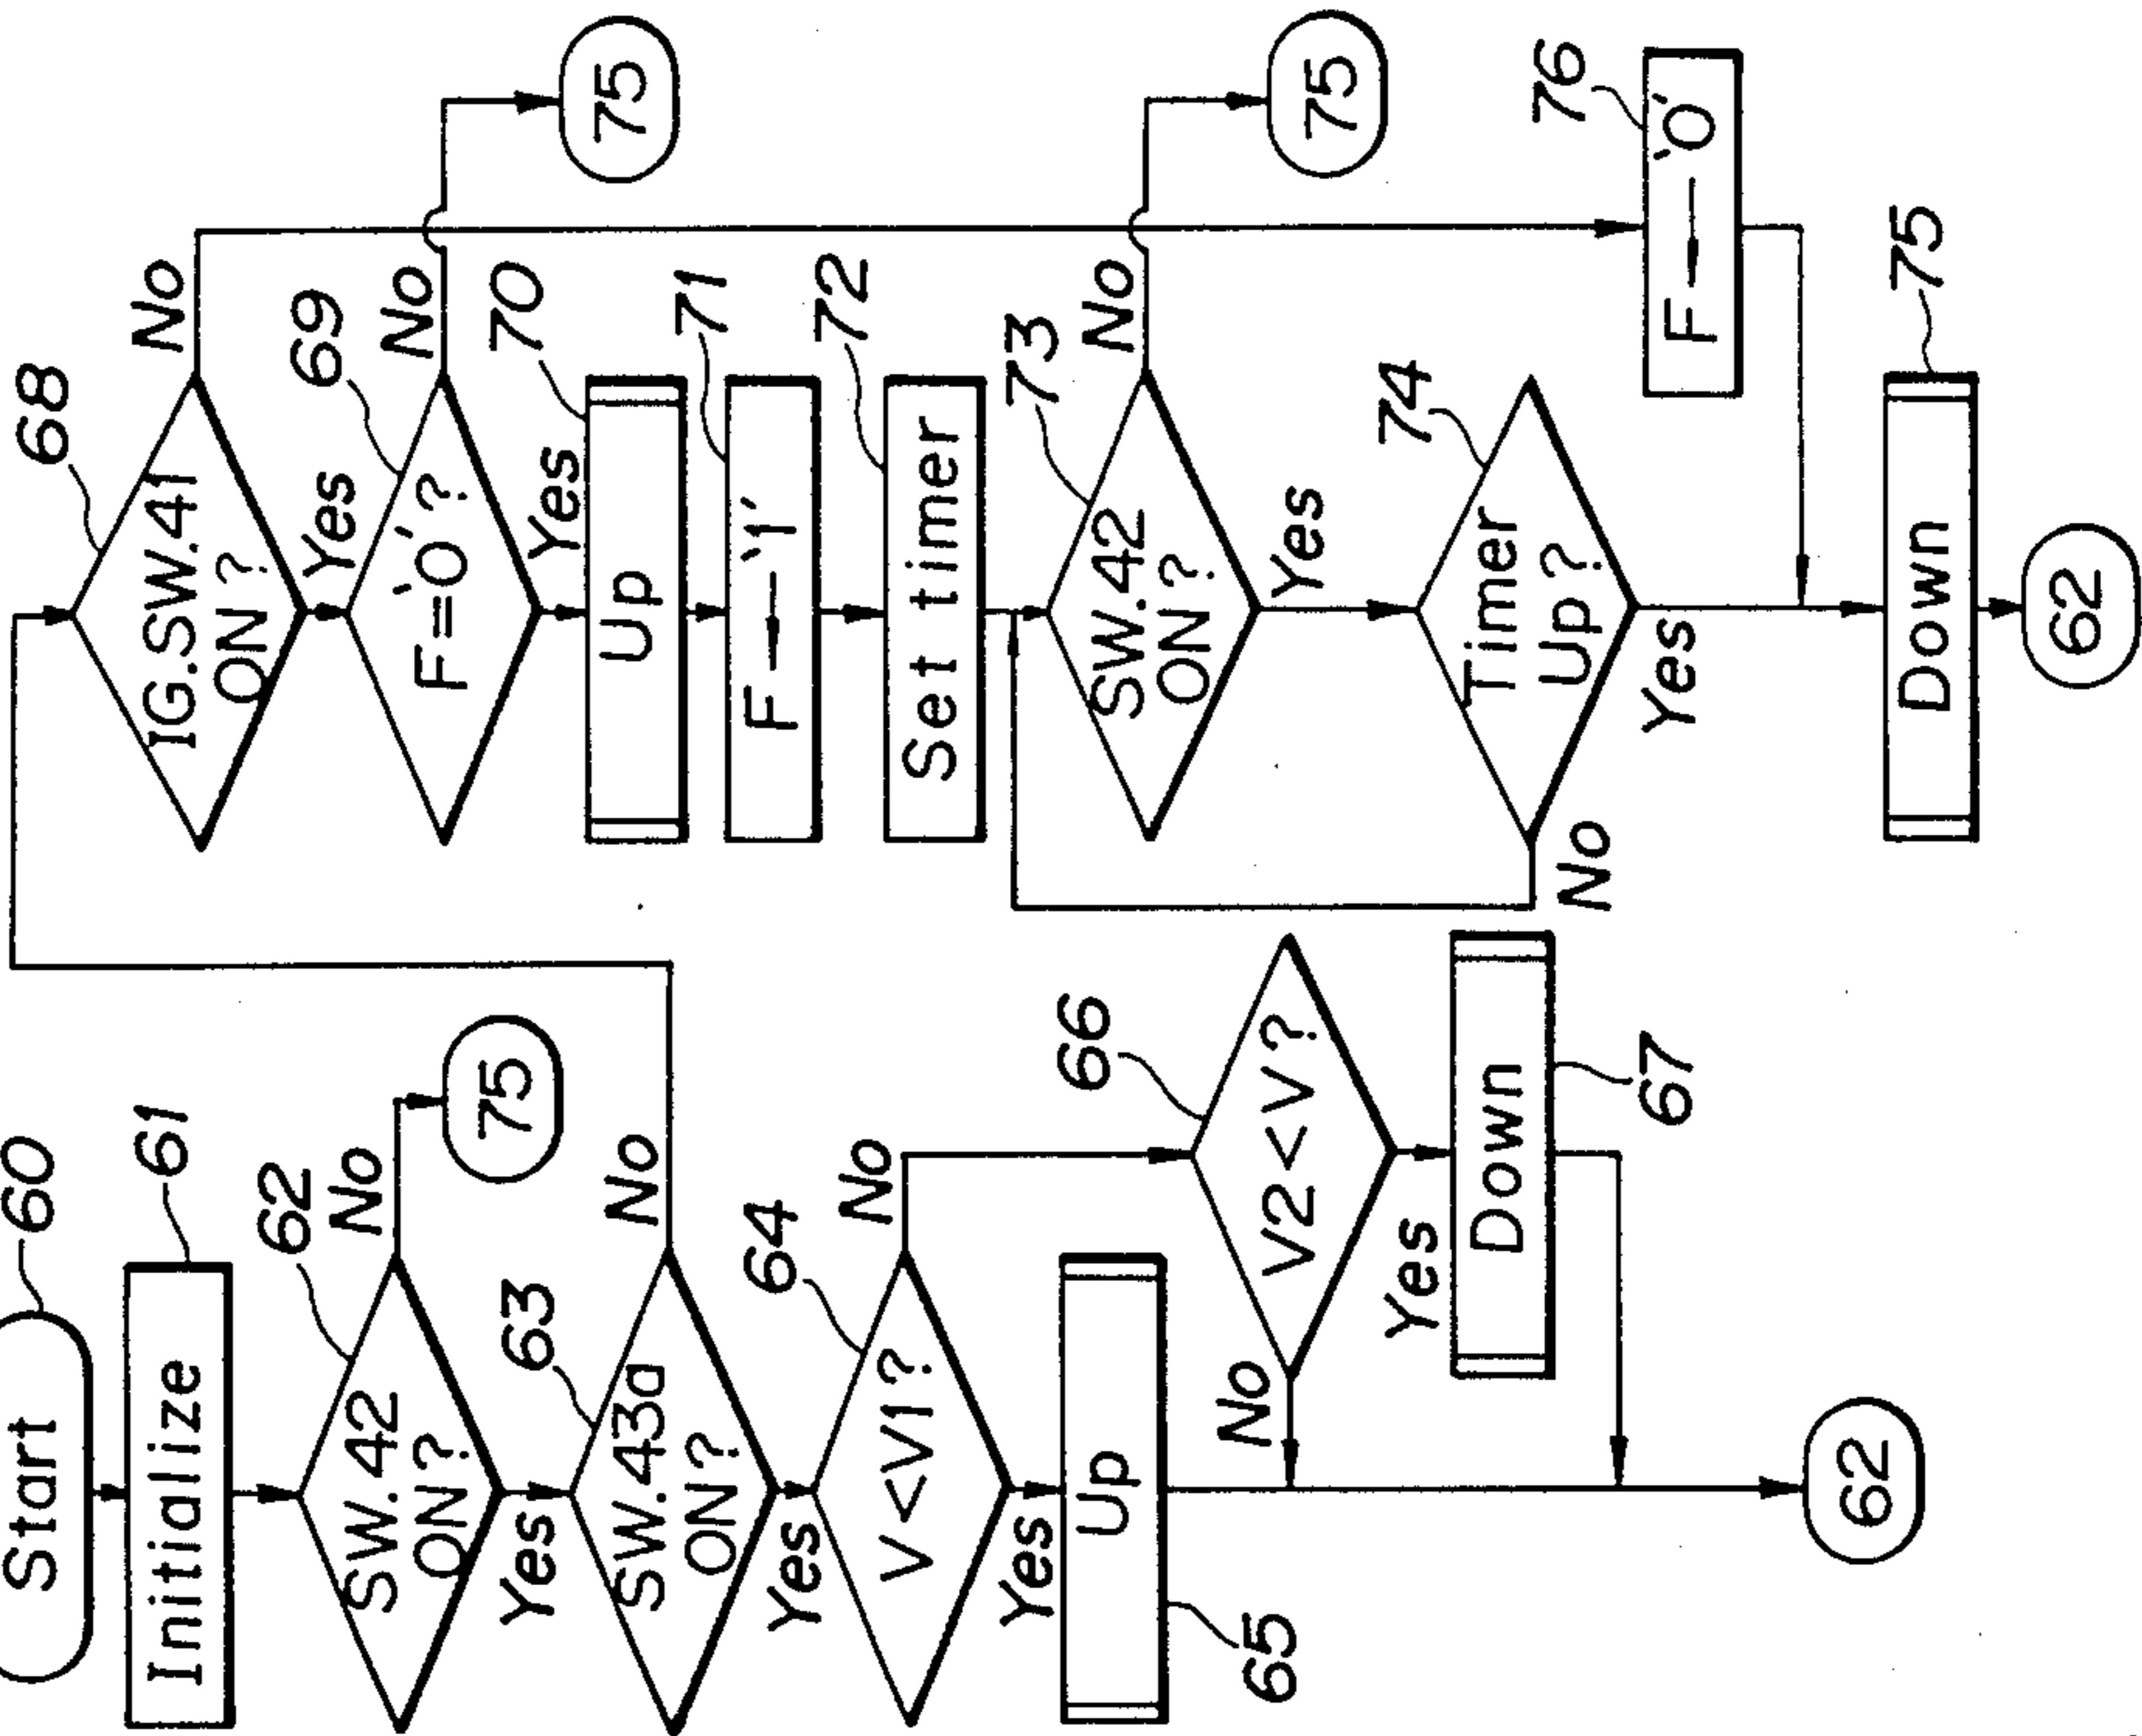 Start
60
Initialize
61
SW.42
ON?
62
No
75
Yes
SW.43a
ON?
63
No
Yes
V<V1?
64
No
Yes
Up
65
V2<V?
66
No
Yes
Down
67
62
IG.SW.41
ON?
68
No
Yes
F='0'?
69
No
75
Yes
Up
70
F←'1'
71
Set timer
72
SW.42
ON?
73
No
75
Yes
Timer
Up?
74
No
Yes
F←'0'
76
Down
75
62